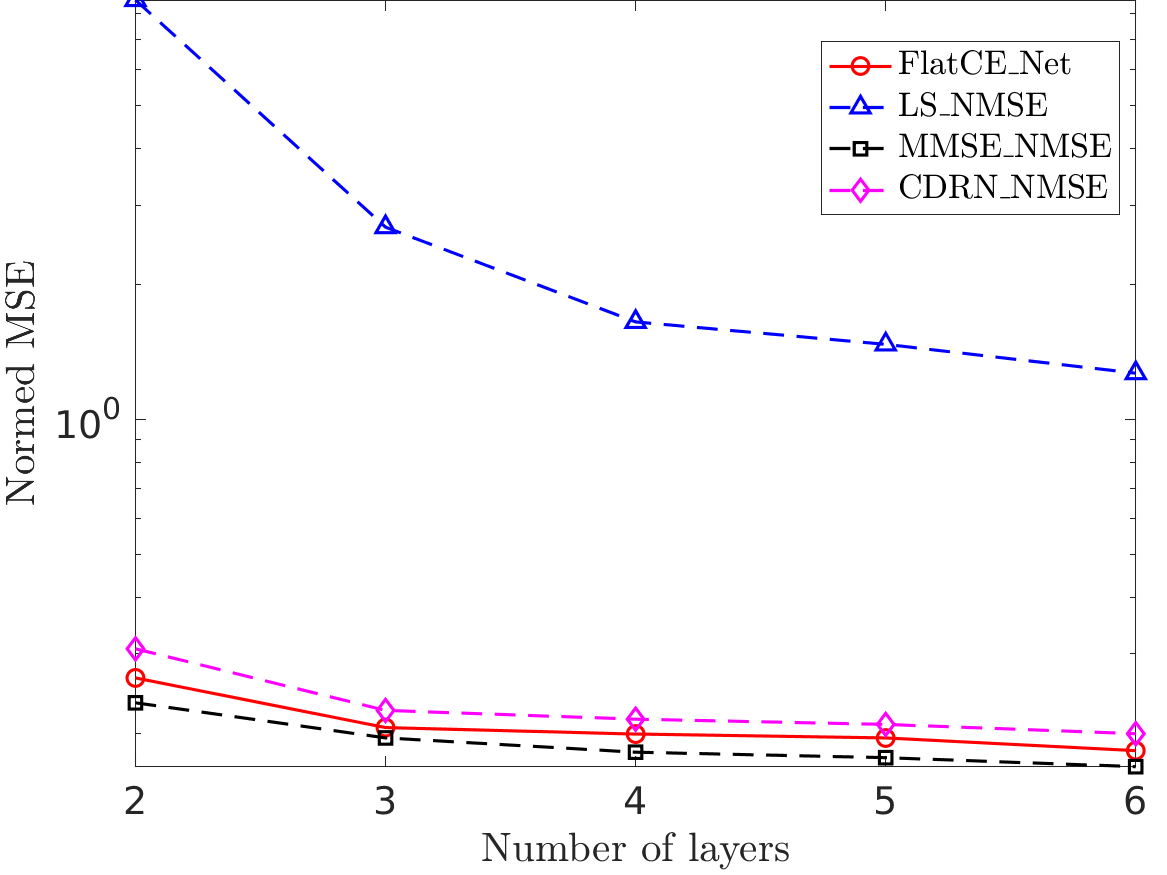 FlatCE_Net
LS_NMSE
MMSE_NMSE
CDRN_NMSE
Normed MSE
10^0
2 3 4 5 6
Number of layers